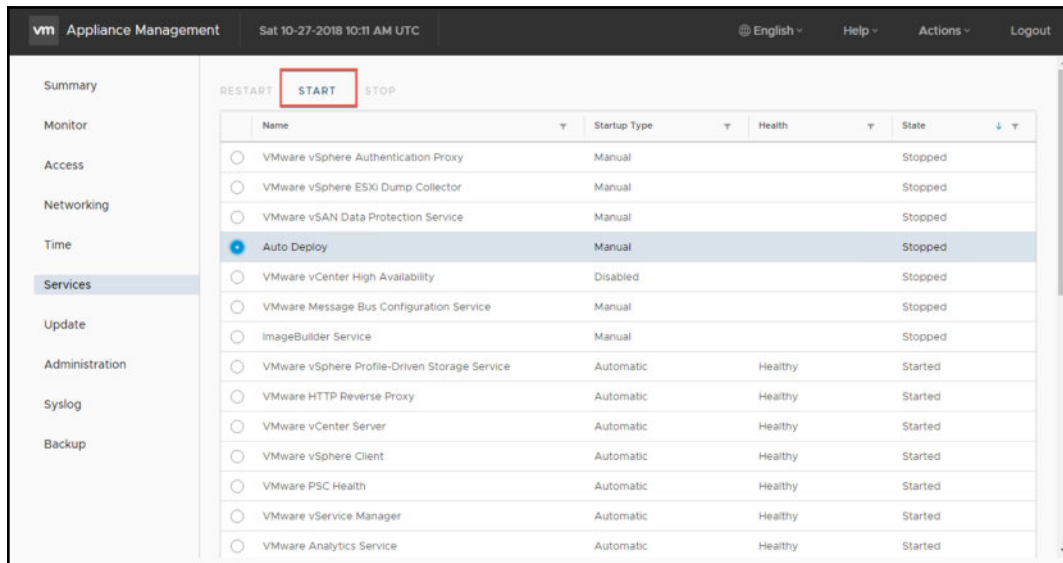 vm Appliance Management Sat 10-27-2018 10:11 AM UTC English Help Actions Logout
Summary
Monitor
Access
Networking
Time
Services
Update
Administration
Syslog
Backup
RESTART START STOP
Name Startup Type Health State
VMware vSphere Authentication Proxy Manual Stopped
VMware vSphere ESXi Dump Collector Manual Stopped
VMware vSAN Data Protection Service Manual Stopped
Auto Deploy Manual Stopped
VMware vCenter High Availability Disabled Stopped
VMware Message Bus Configuration Service Manual Stopped
ImageBuilder Service Manual Stopped
VMware vSphere Profile-Driven Storage Service Automatic Healthy Started
VMware HTTP Reverse Proxy Automatic Healthy Started
VMware vCenter Server Automatic Healthy Started
VMware vSphere Client Automatic Healthy Started
VMware PSC Health Automatic Healthy Started
VMware vService Manager Automatic Healthy Started
VMware Analytics Service Automatic Healthy Started